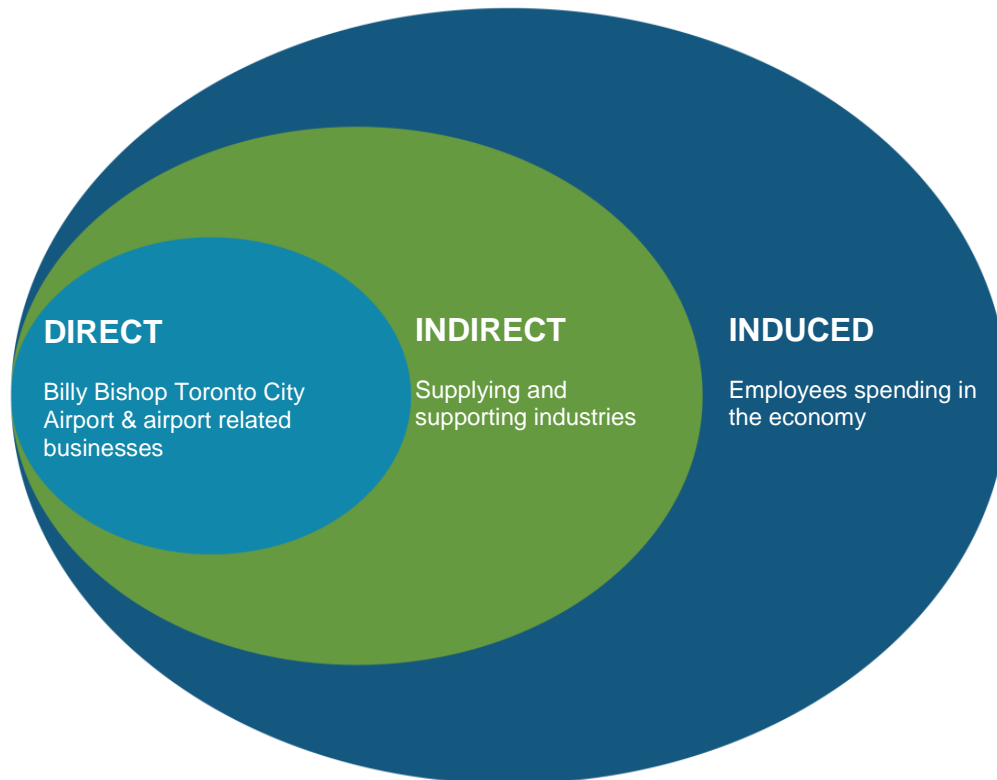 DIRECT
Billy Bishop Toronto City
Airport & airport related
businesses
INDIRECT
Supplying and
supporting industries
INDUCED
Employees spending in
the economy